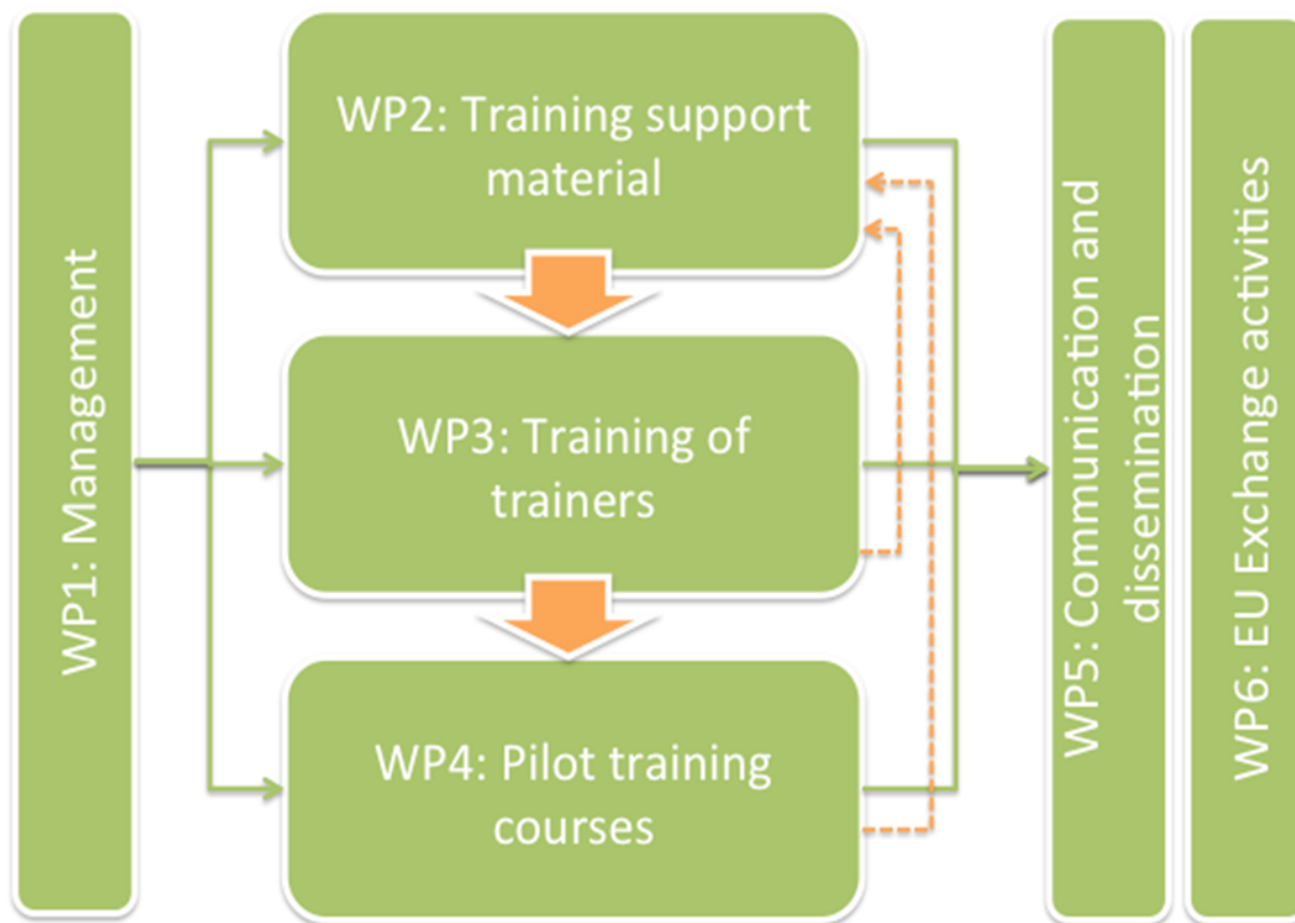 WP1: Management
WP2: Training support
material
WP3: Training of
trainers
WP4: Pilot training
courses
WP5: Communication and
dissemination
WP6: EU Exchange activities